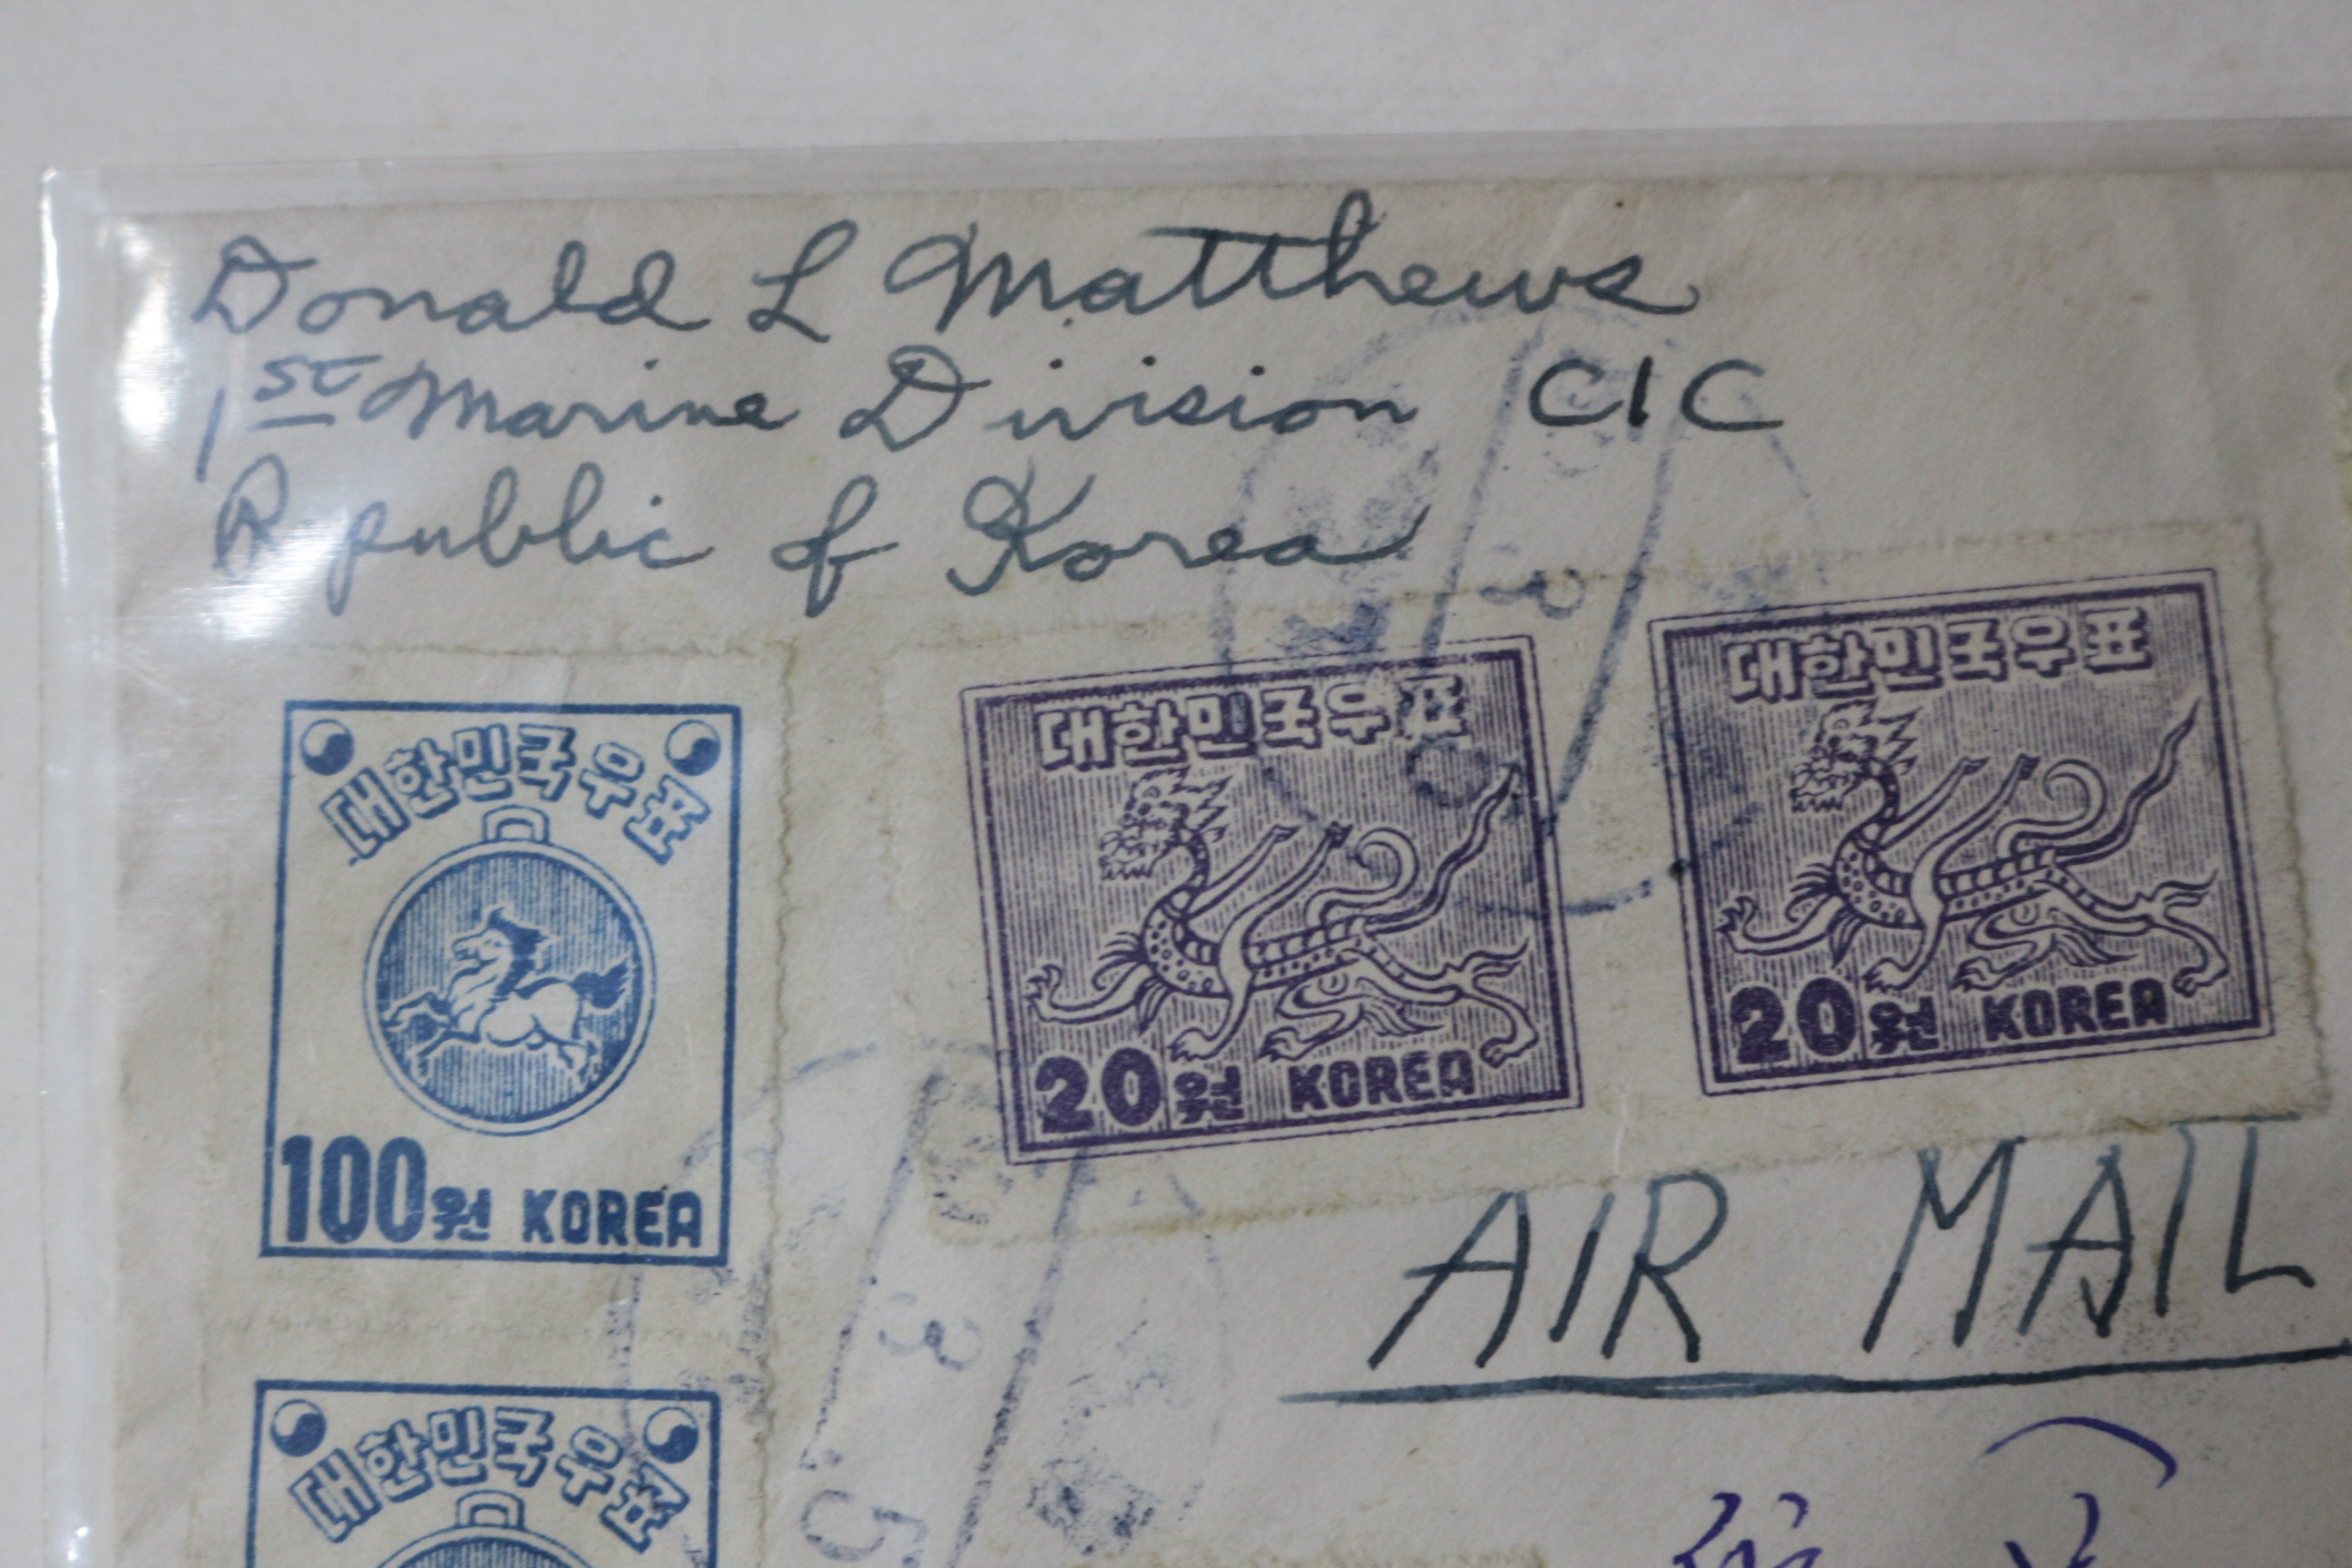 Donald L Matthews
1st Marine Division CIC
Republic of Korea
대한민국우표
100원 KOREA
대한민국우표
20원 KOREA
대한민국우표
20원 KOREA
AIR MAIL
대한민국우표